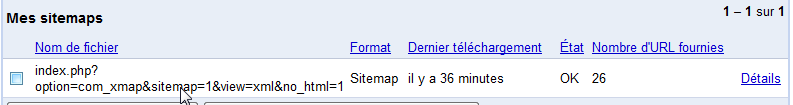 Mes sitemaps
1 – 1 sur 1
Nom de fichier Format Dernier téléchargement État Nombre d'URL fournies
index.php?
option=com_xmap&sitemap=1&view=xml&no_html=1 Sitemap il y a 36 minutes OK 26 Détails